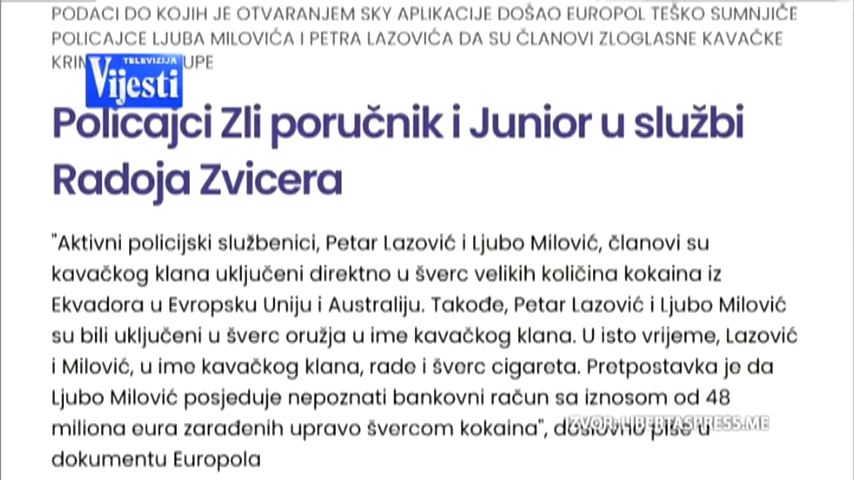 PODACI DO KOJIH JE OTVARANJEM SKY APLIKACIJE DOŠAO EUROPOL TEŠKO SUMNJIČE
POLICAJCE LJUBA MILOVIĆA I PETRA LAZOVIĆA DA SU ČLANOVI ZLOGLASNE KAVAČKE
TELEVIZIJA
Vijesti
Policajci Zli poručnik i Junior u službi
Radoja Zvicera
"Aktivni policijski službenici, Petar Lazović i Ljubo Milović, članovi su
kavačkog klana uključeni direktno u šverc velikih količina kokaina iz
Ekvadora u Evropsku Uniju i Australiju. Takođe, Petar Lazović i Ljubo Milović
su bili uključeni u šverc oružja u ime kavačkog klana. U isto vrijeme, Lazović
i Milović, u ime kavačkog klana, rade i šverc cigareta. Pretpostavka je da
Ljubo Milović posjeduje nepoznati bankovni račun sa iznosom od 48
miliona eura zarađenih upravo švercom kokaina", doslovno piše u
IZVOR: LIBERTASPRESS.ME
dokumentu Europola